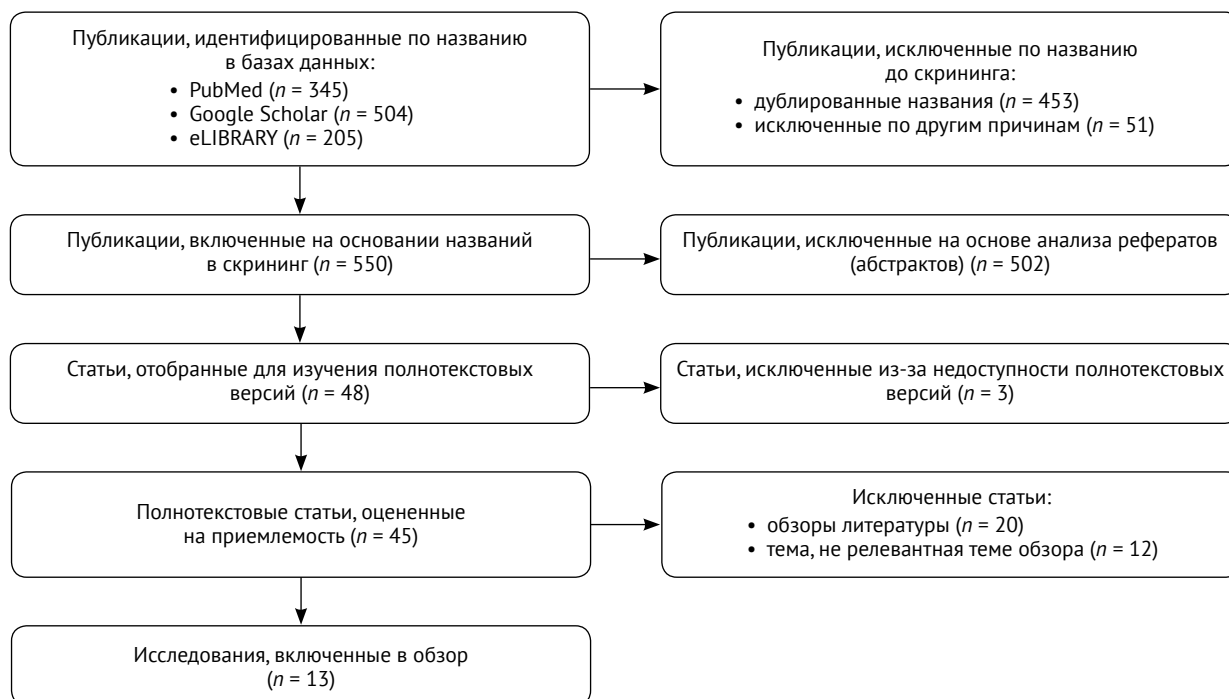 Публикации, идентифицированные по названию
в базах данных:
• PubMed (n = 345)
• Google Scholar (n = 504)
• eLIBRARY (n = 205)
Публикации, исключенные по названию
до скрининга:
• дублированные названия (n = 453)
• исключенные по другим причинам (n = 51)
Публикации, включенные на основании названий
в скрининг (n = 550)
Публикации, исключенные на основе анализа рефератов
(абстрактов) (n = 502)
Статьи, отобранные для изучения полнотекстовых
версий (n = 48)
Статьи, исключенные из-за недоступности полнотекстовых
версий (n = 3)
Полнотекстовые статьи, оцененные
на приемлемость (n = 45)
Исключенные статьи:
• обзоры литературы (n = 20)
• тема, не релевантная теме обзора (n = 12)
Исследования, включенные в обзор
(n = 13)